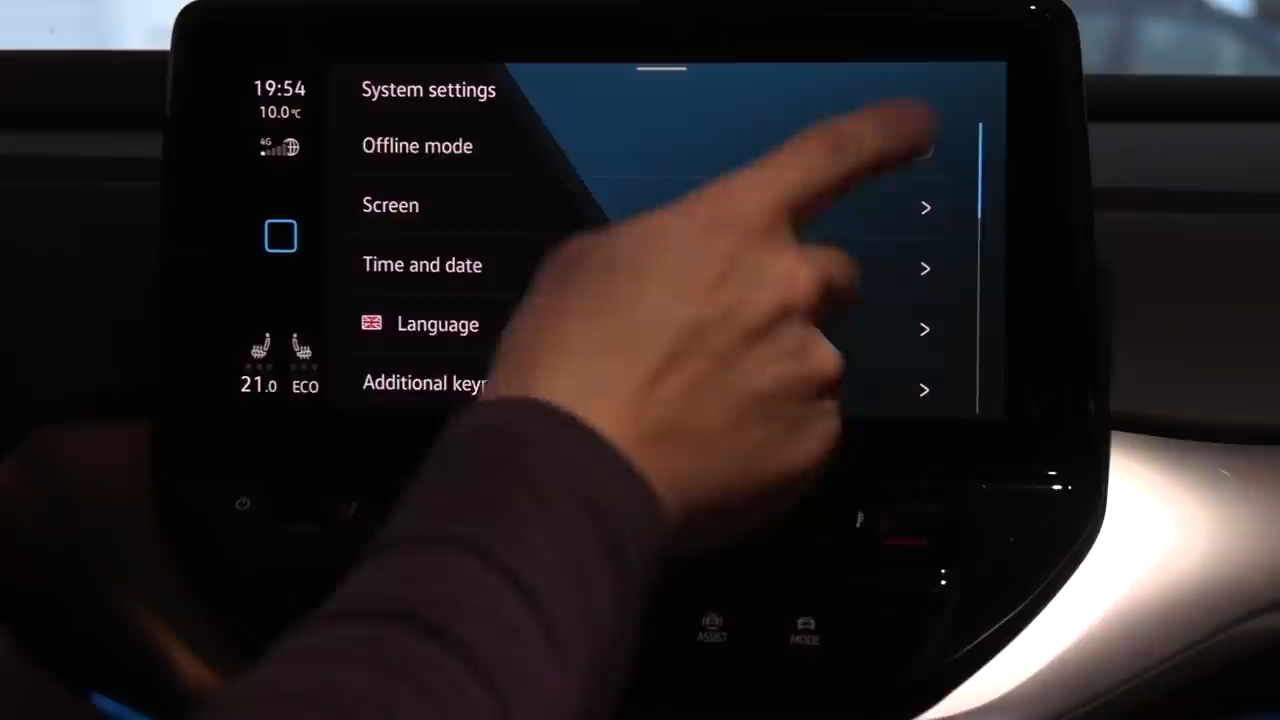 19:54
10.0°C
4G
System settings
Offline mode
Screen
Time and date
Language
Additional
21.0 ECO
ASSIST
MODE